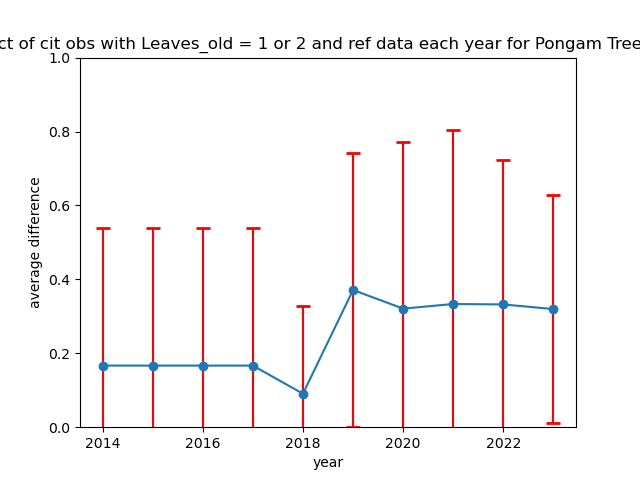 ct of cit obs with Leaves_old = 1 or 2 and ref data each year for Pongam Tree
1.0
0.8
0.6
0.4
0.2
0.0
average difference
2014 2016 2018 2020 2022
year